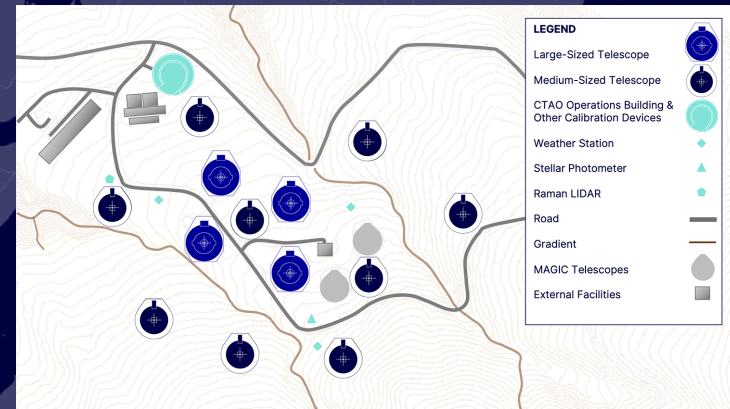 LEGEND
Large-Sized Telescope
Medium-Sized Telescope
CTAO Operations Building &
Other Calibration Devices
Weather Station
Stellar Photometer
Raman LIDAR
Road
Gradient
MAGIC Telescopes
External Facilities